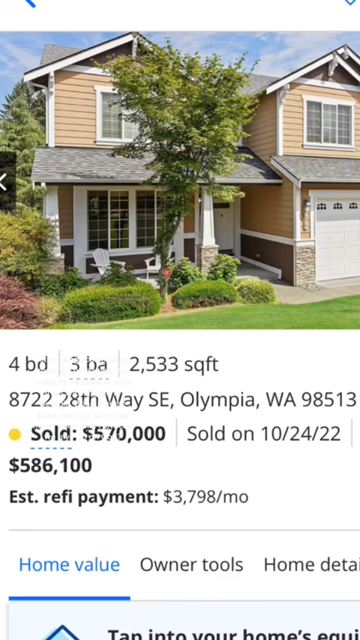 4 bd | 3 ba | 2,533 sqft
8722 28th Way SE, Olympia, WA 98513
Sold: $570,000 | Sold on 10/24/22 |
$586,100
Est. refi payment: $3,798/mo
Home value Owner tools Home detai
Tap into your home's equi